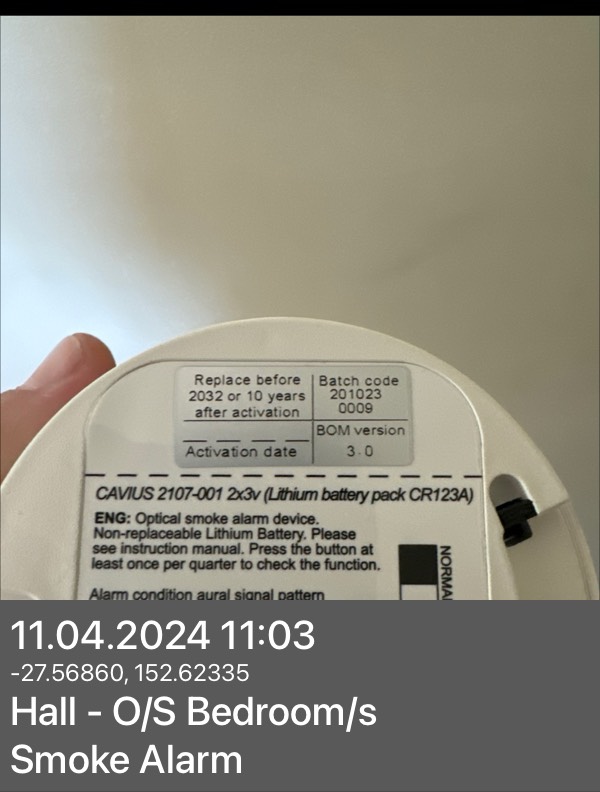 Replace before
2032 or 10 years
after activation
Activation date
Batch code
201023
0009
BOM version
3.0
CAVIUS 2107-001 2x3v (Lithium battery pack CR123A)
ENG: Optical smoke alarm device.
Non-replaceable Lithium Battery. Please
see instruction manual. Press the button at
least once per quarter to check the function.
Alarm condition aural signal pattern
NORMA
11.04.2024 11:03
-27.56860, 152.62335
Hall - O/S Bedroom/s
Smoke Alarm